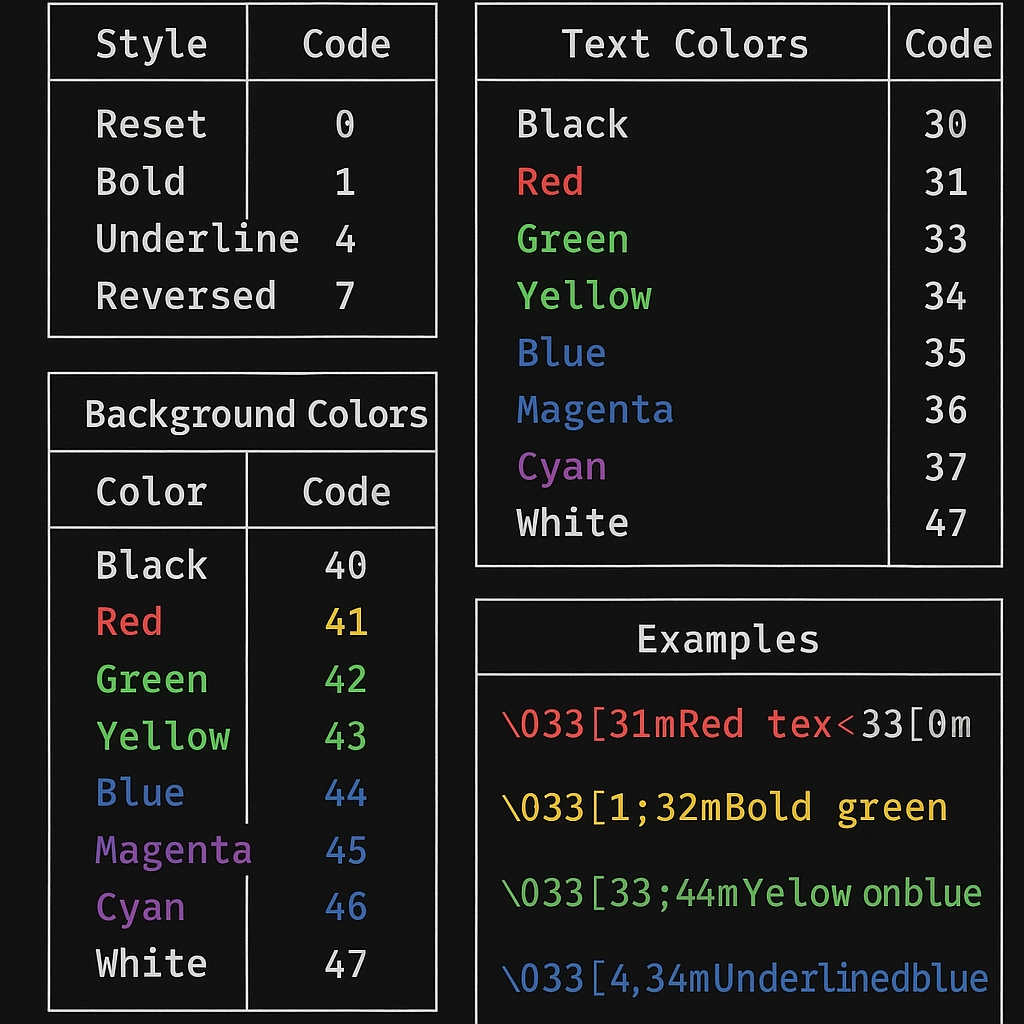 Style Code
Reset 0
Bold 1
Underline 4
Reversed 7
Background Colors
Color Code
Black 40
Red 41
Green 42
Yellow 43
Blue 44
Magenta 45
Cyan 46
White 47
Text Colors Code
Black 30
Red 31
Green 33
Yellow 34
Blue 35
Magenta 36
Cyan 37
White 47
Examples
\033[31mRed tex<33[0m
\033[1;32mBold green
\033[33;44mYelow onblue
\033[4,34mUnderlinedblue